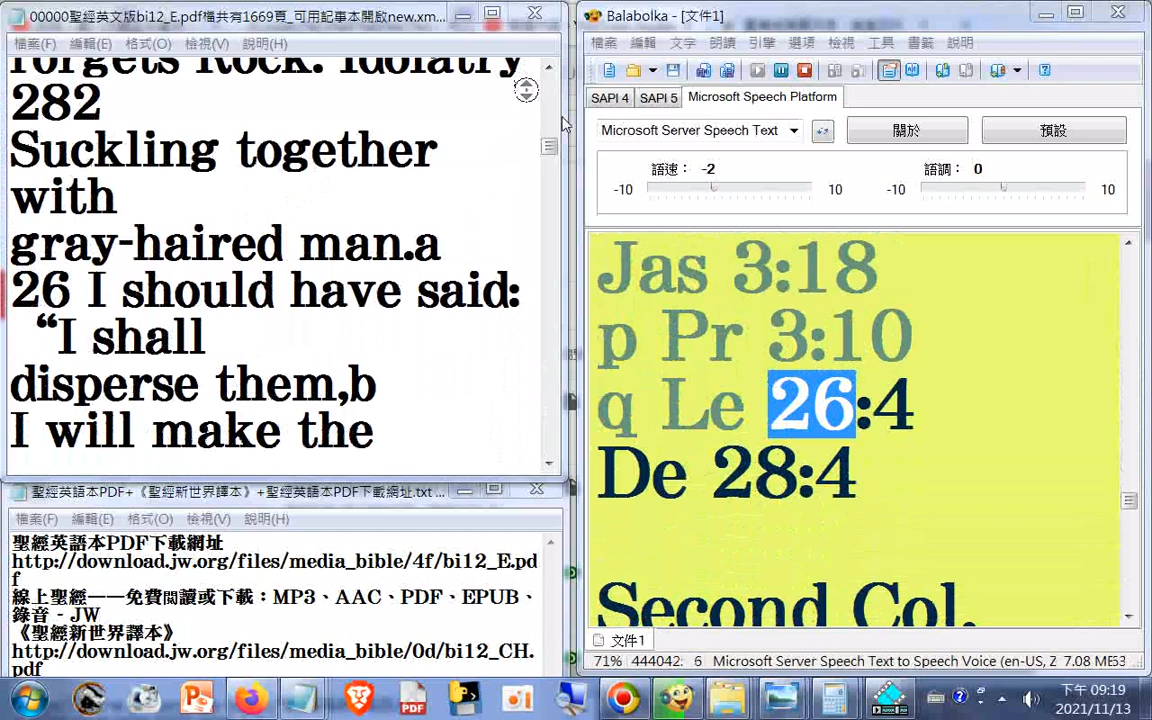 00000聖經英文版bi12_E.pdf檔共有1669頁_可用記事本開啟new.xm...
檔案(F) 編輯(E) 格式(O) 檢視(V) 說明(H)
forgets Rock. Idolatry
282
Suckling together
with
gray-haired man.a
26 I should have said:
“I shall
disperse them,b
I will make the
聖經英語本PDF+《聖經新世界譯本》+聖經英語本PDF下載網址.txt ...
檔案(F) 編輯(E) 格式(O) 檢視(V) 說明(H)
聖經英語本PDF下載網址
http://download.jw.org/files/media_bible/4f/bi12_E.pd
f
線上聖經——免費閱讀或下載：MP3、AAC、PDF、EPUB、
錄音 - JW
《聖經新世界譯本》
http://download.jw.org/files/media_bible/0d/bi12_CH.
pdf
Balabolka - [文件1]
檔案 編輯 文字 朗讀 引擎 選項 檢視 工具 書籤 說明
SAPI 4 SAPI 5 Microsoft Speech Platform
Microsoft Server Speech Text 關於 預設
語速： -2 語調： 0
-10 10 -10 10
Jas 3:18
p Pr 3:10
q Le 26:4
De 28:4
Second Col.
文件1
71% 444042: 6 Microsoft Server Speech Text to Speech Voice (en-US, Z 7.08 ME
下午 09:19
2021/11/13